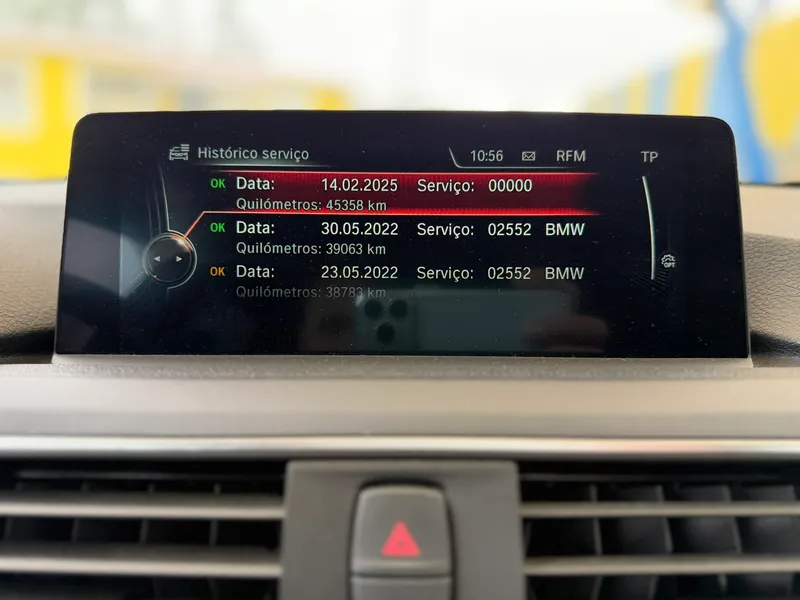 Histórico serviço 10:56 RFM TP
OK Data: 14.02.2025 Serviço: 00000
Quilómetros: 45358 km
OK Data: 30.05.2022 Serviço: 02552 BMW
Quilómetros: 39063 km
OK Data: 23.05.2022 Serviço: 02552 BMW
Quilómetros: 38783 km
OPT